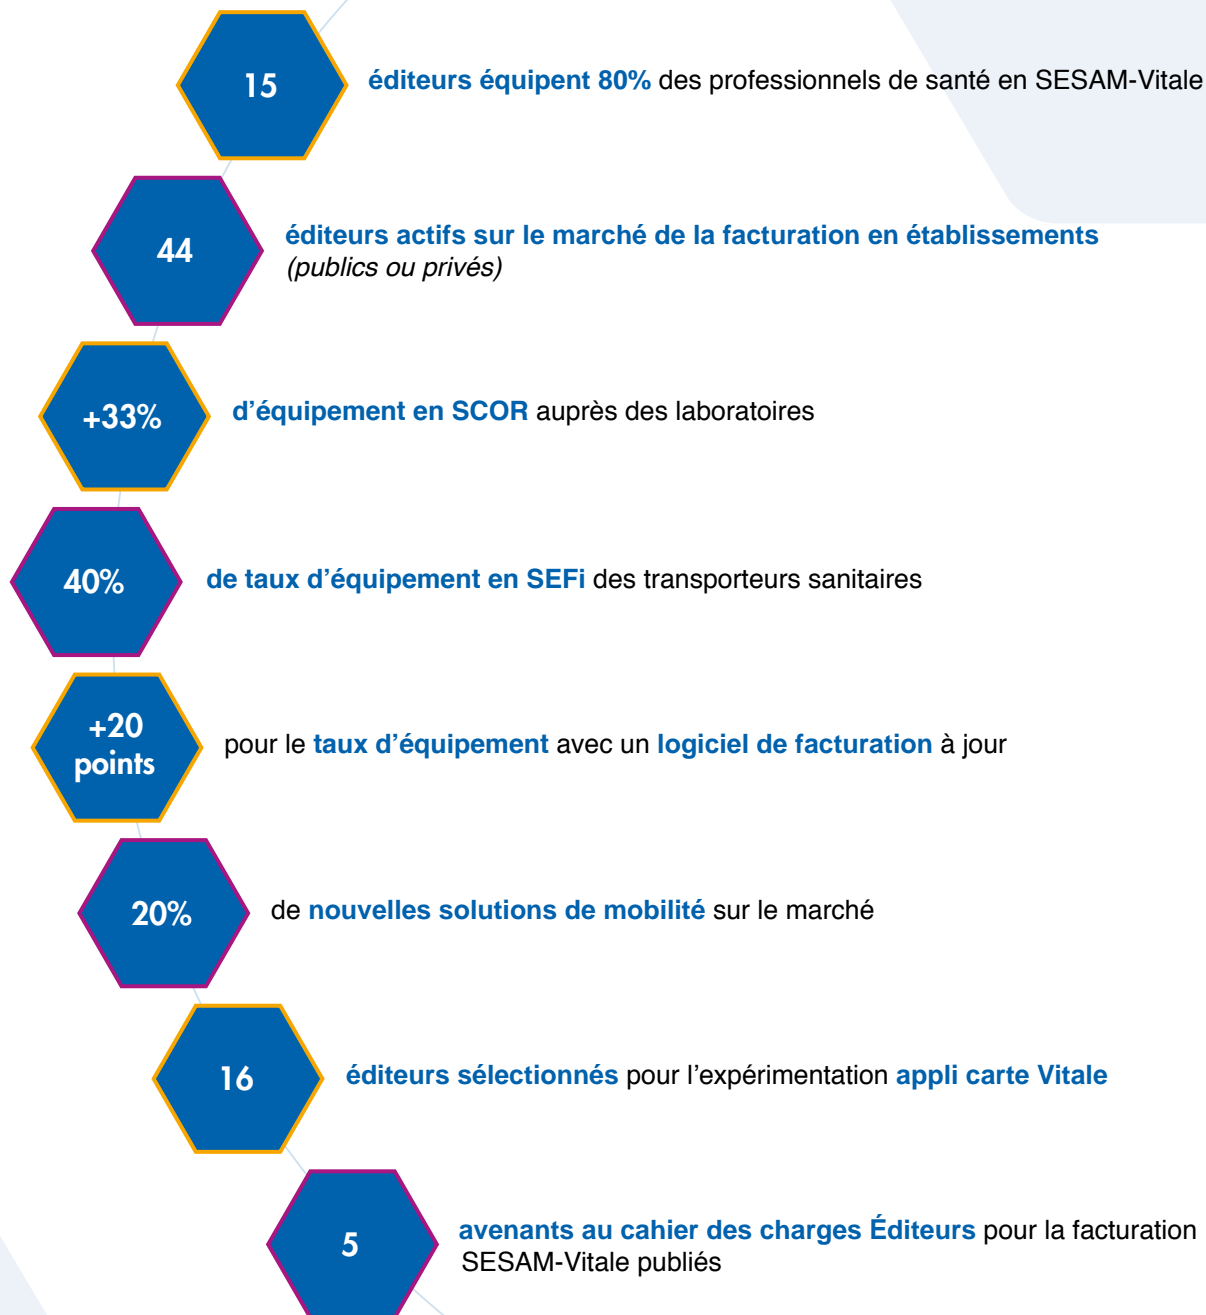 15
éditeurs équipent 80% des professionnels de santé en SESAM-Vitale
44
éditeurs actifs sur le marché de la facturation en établissements
(publics ou privés)
+33%
d’équipement en SCOR auprès des laboratoires
40%
de taux d’équipement en SEFi des transporteurs sanitaires
+20
points
pour le taux d’équipement avec un logiciel de facturation à jour
20%
de nouvelles solutions de mobilité sur le marché
16
éditeurs sélectionnés pour l’expérimentation appli carte Vitale
5
avenants au cahier des charges Éditeurs pour la facturation
SESAM-Vitale publiés